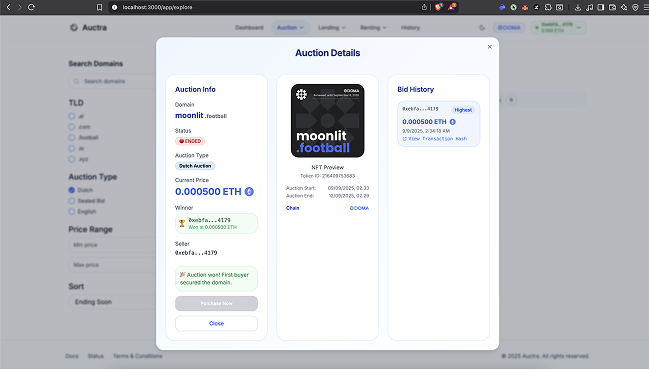 localhost:3000/app/explore
Auctra
Dashboard
Auction
Lending
Renting
History
DOMA
0xebfa...4179
Auction Details
Search Domains
Search domains
TLD
.ai
.com
.football
.io
.xyz
Auction Type
Dutch
Sealed Bid
English
Price Range
Min price
Max price
Sort
Ending Soon
Auction Info
Domain
moonlit .football
Status
ENDED
Auction Type
Dutch Auction
Current Price
0.000500 ETH
Winner
0xebfa...4179
Won at 0.000500 ETH
Seller
0xebfa...4179
Auction won! First buyer
secured the domain.
Purchase Now
Close
DOMA
moonlit
.football
NFT Preview
Token ID: 216409753683
Auction Start: 09/09/2025, 02.33
Auction End: 12/09/2025, 02.29
Chain DOMA
Bid History
0xebfa...4179 Highest
0.000500 ETH
9/9/2025, 2:34:18 AM
View Transaction Hash
Docs
Status
Terms & Conditions
© 2025 Auctra. All rights reserved.